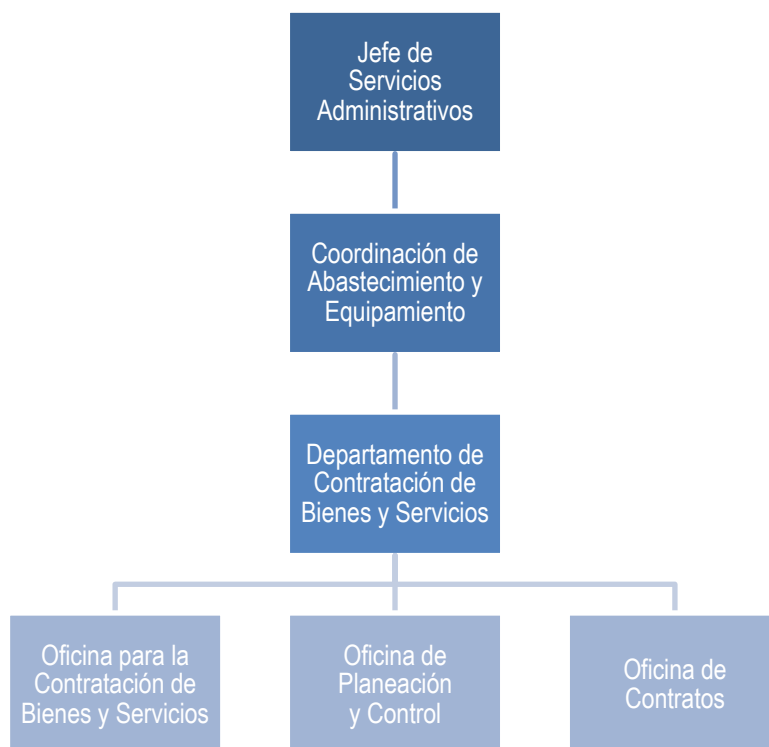 Jefe de
Servicios
Administrativos
Coordinación de
Abastecimiento y
Equipamiento
Departamento de
Contratación de
Bienes y Servicios
Oficina para la
Contratación de
Bienes y Servicios
Oficina de
Planeación
y Control
Oficina de
Contratos